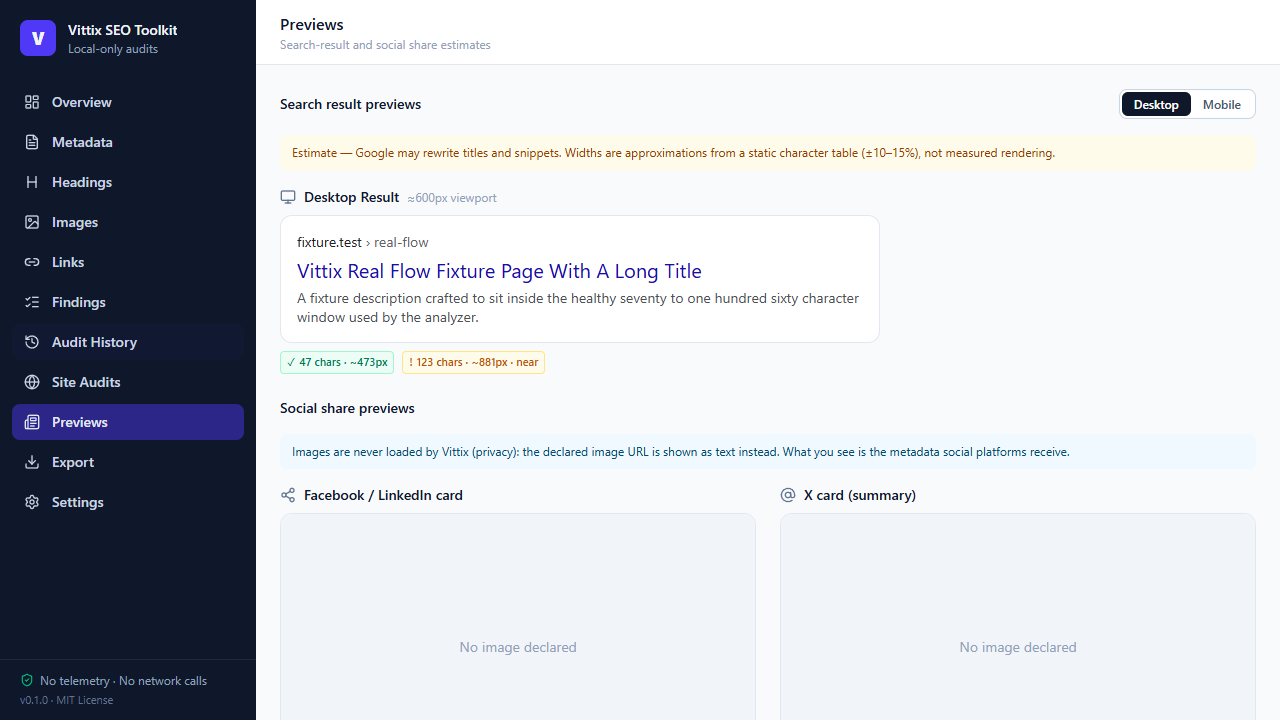 V
Vittix SEO Toolkit
Local-only audits
Overview
Metadata
Headings
Images
Links
Findings
Audit History
Site Audits
Previews
Export
Settings
No telemetry · No network calls
v0.1.0 · MIT License
Previews
Search-result and social share estimates
Search result previews
Desktop Mobile
Estimate — Google may rewrite titles and snippets. Widths are approximations from a static character table (±10–15%), not measured rendering.
Desktop Result ≈600px viewport
fixture.test › real-flow
Vittix Real Flow Fixture Page With A Long Title
A fixture description crafted to sit inside the healthy seventy to one hundred sixty character
window used by the analyzer.
✓ 47 chars · ~473px ! 123 chars · ~881px · near
Social share previews
Images are never loaded by Vittix (privacy): the declared image URL is shown as text instead. What you see is the metadata social platforms receive.
Facebook / LinkedIn card
No image declared
X card (summary)
No image declared